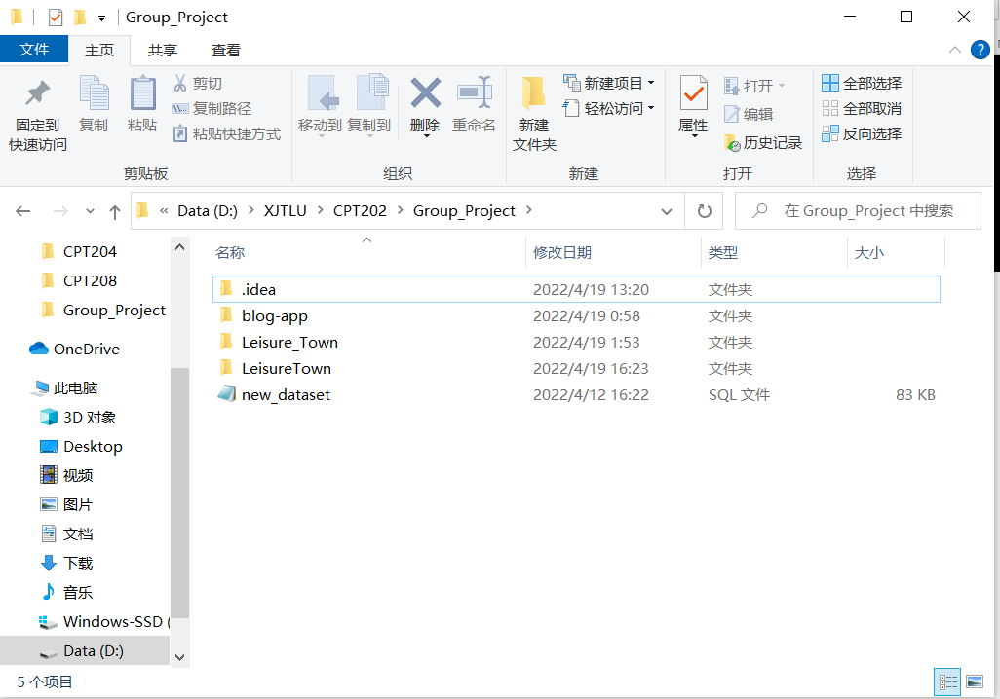 Group_Project
文件 主页 共享 查看
固定到
快速访问
复制
粘贴
剪切
复制路径
粘贴快捷方式
剪贴板
移动到
复制到
删除
重命名
组织
新建
文件夹
新建项目
轻松访问
新建
属性
打开
编辑
历史记录
打开
全部选择
全部取消
反向选择
选择
« Data (D:) > XJTLU > CPT202 > Group_Project >
在 Group_Project 中搜索
CPT204
CPT208
Group_Project
OneDrive
此电脑
3D 对象
Desktop
视频
图片
文档
下载
音乐
Windows-SSD (
Data (D:)
名称 修改日期 类型 大小
.idea 2022/4/19 13:20 文件夹
blog-app 2022/4/19 0:58 文件夹
Leisure_Town 2022/4/19 1:53 文件夹
LeisureTown 2022/4/19 16:23 文件夹
new_dataset 2022/4/12 16:22 SQL 文件 83 KB
5 个项目